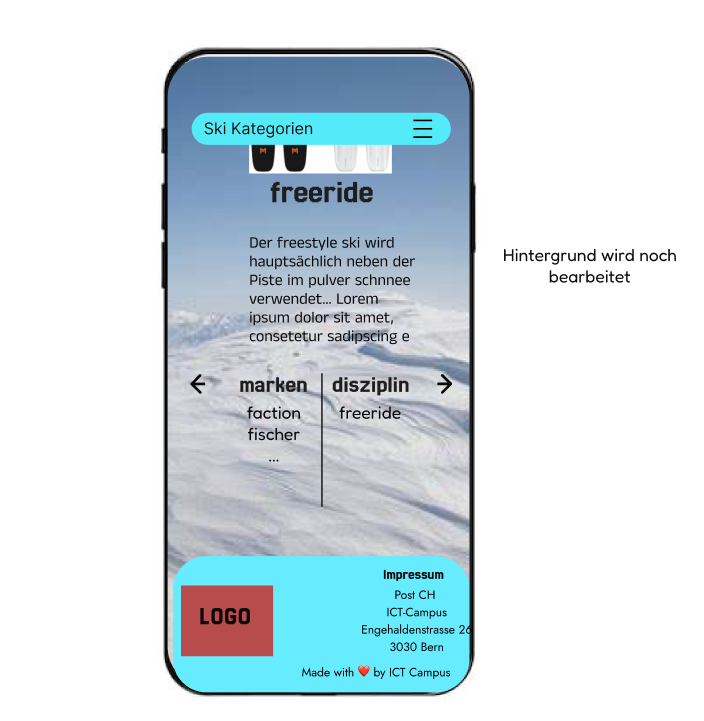 Ski Kategorien
freeride
Der freestyle ski wird
hauptsächlich neben der
Piste im pulver schnnee
verwendet... Lorem
ipsum dolor sit amet,
consetetur sadipscing e
marken
disziplin
faction
freeride
fischer
...
Hintergrund wird noch
bearbeitet
LOGO
Impressum
Post CH
ICT-Campus
Engehaldenstrasse 26
3030 Bern
Made with ❤️ by ICT Campus